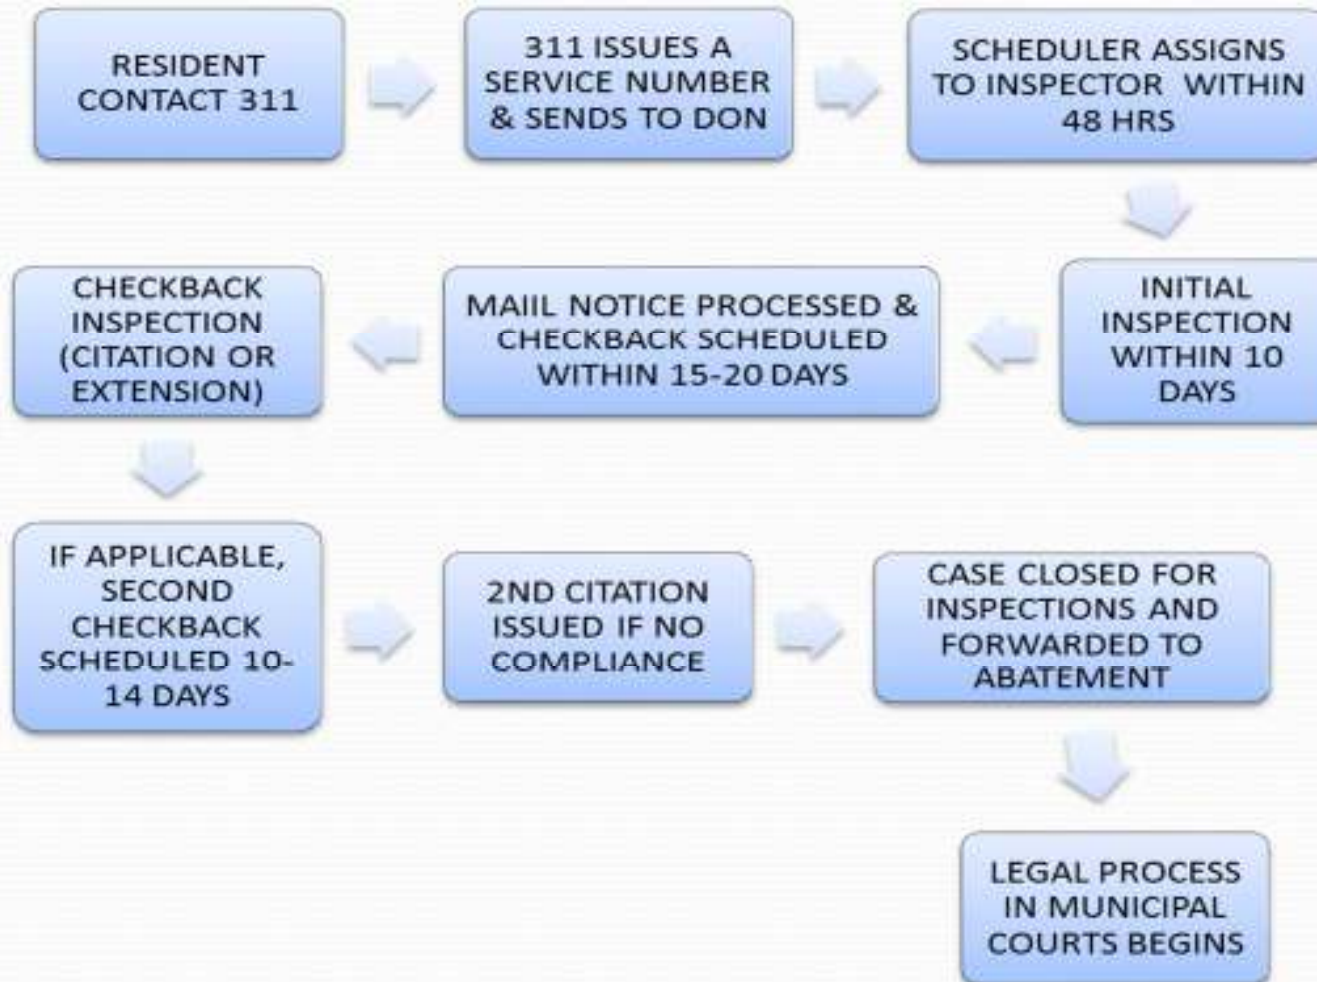 RESIDENT
CONTACT 311
311 ISSUES A
SERVICE NUMBER
& SENDS TO DON
SCHEDULER ASSIGNS
TO INSPECTOR WITHIN
48 HRS
INITIAL
INSPECTION
WITHIN 10
DAYS
MAIIL NOTICE PROCESSED &
CHECKBACK SCHEDULED
WITHIN 15-20 DAYS
CHECKBACK
INSPECTION
(CITATION OR
EXTENSION)
IF APPLICABLE,
SECOND
CHECKBACK
SCHEDULED 10-
14 DAYS
2ND CITATION
ISSUED IF NO
COMPLIANCE
CASE CLOSED FOR
INSPECTIONS AND
FORWARDED TO
ABATEMENT
LEGAL PROCESS
IN MUNICIPAL
COURTS BEGINS